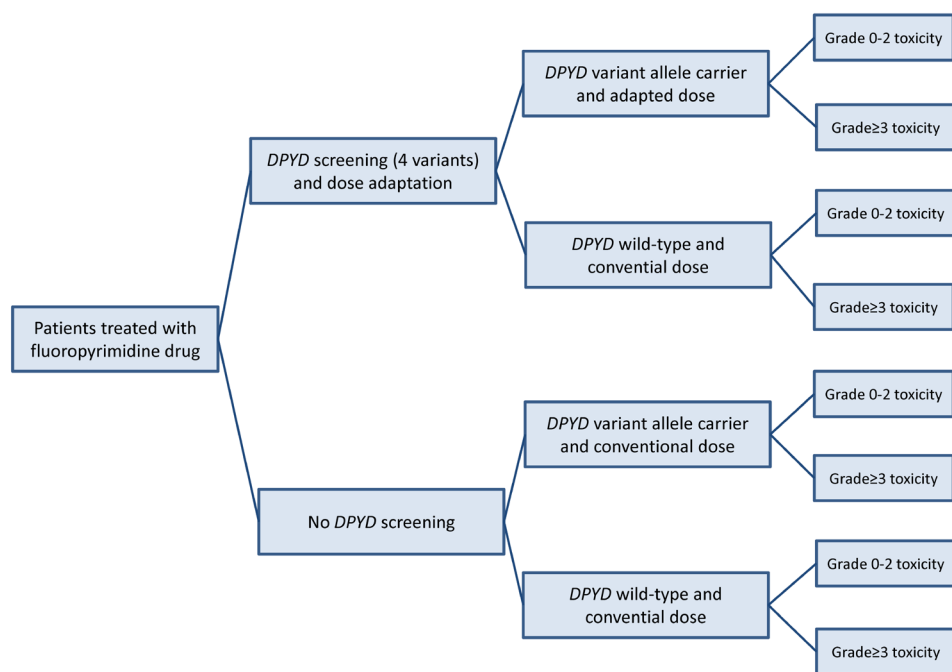 Patients treated with
fluoropyrimidine drug
DPYD screening (4 variants)
and dose adaptation
DPYD variant allele carrier
and adapted dose
Grade 0-2 toxicity
Grade≥3 toxicity
DPYD wild-type and
convential dose
Grade 0-2 toxicity
Grade≥3 toxicity
No DPYD screening
DPYD variant allele carrier
and conventional dose
Grade 0-2 toxicity
Grade≥3 toxicity
DPYD wild-type and
convential dose
Grade 0-2 toxicity
Grade≥3 toxicity